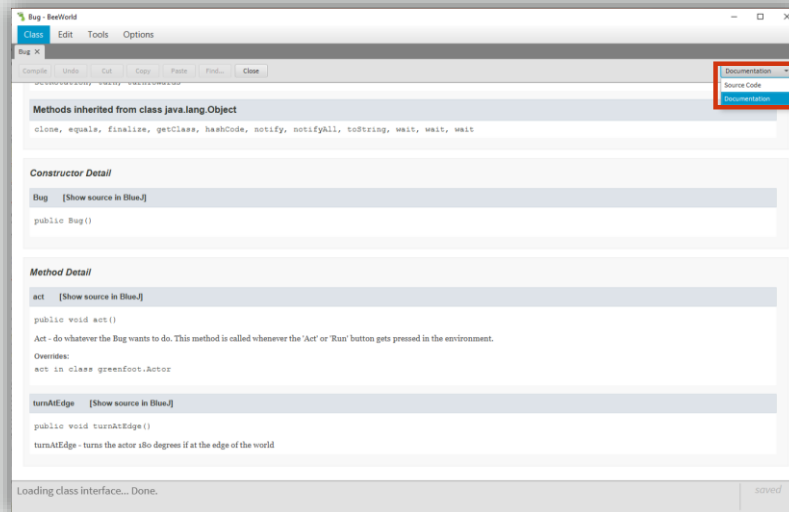 Bug - BeeWorld
Class Edit Tools Options
Bug
Compile Undo Cut Copy Paste Find... Close
Documentation
Source Code
Documentation
Methods inherited from class java.lang.Object
clone, equals, finalize, getClass, hashCode, notify, notifyAll, toString, wait, wait, wait
Constructor Detail
Bug [Show source in BlueJ]
public Bug()
Method Detail
act [Show source in BlueJ]
public void act()
Act - do whatever the Bug wants to do. This method is called whenever the 'Act' or 'Run' button gets pressed in the environment.
Overrides:
act in class greenfoot.Actor
turnAtEdge [Show source in BlueJ]
public void turnAtEdge()
turnAtEdge - turns the actor 180 degrees if at the edge of the world
Loading class interface... Done.
saved